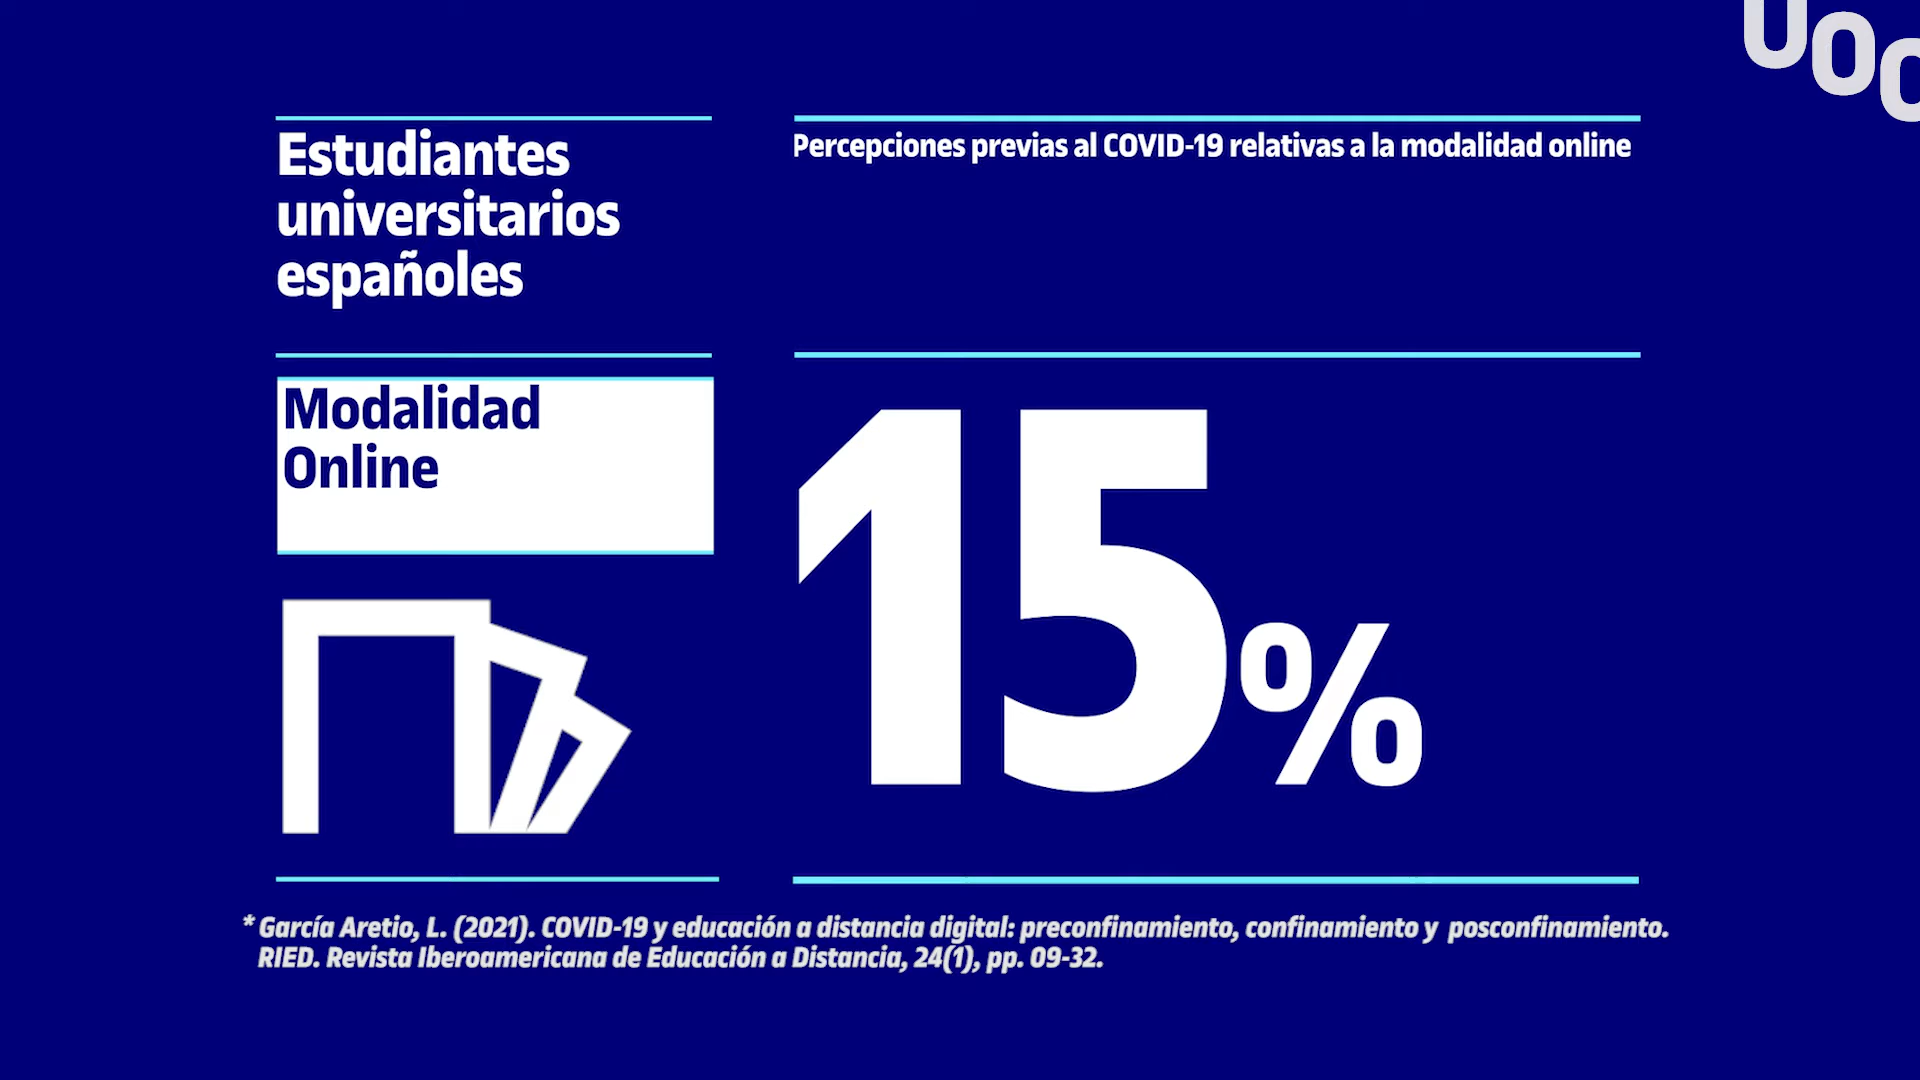 UOC
Estudiantes
universitarios
españoles
Percepciones previas al COVID-19 relativas a la modalidad online
Modalidad
Online
15%
* García Aretio, L. (2021). COVID-19 y educación a distancia digital: preconfinamiento, confinamiento y posconfinamiento.
RIED. Revista Iberoamericana de Educación a Distancia, 24(1), pp. 09-32.